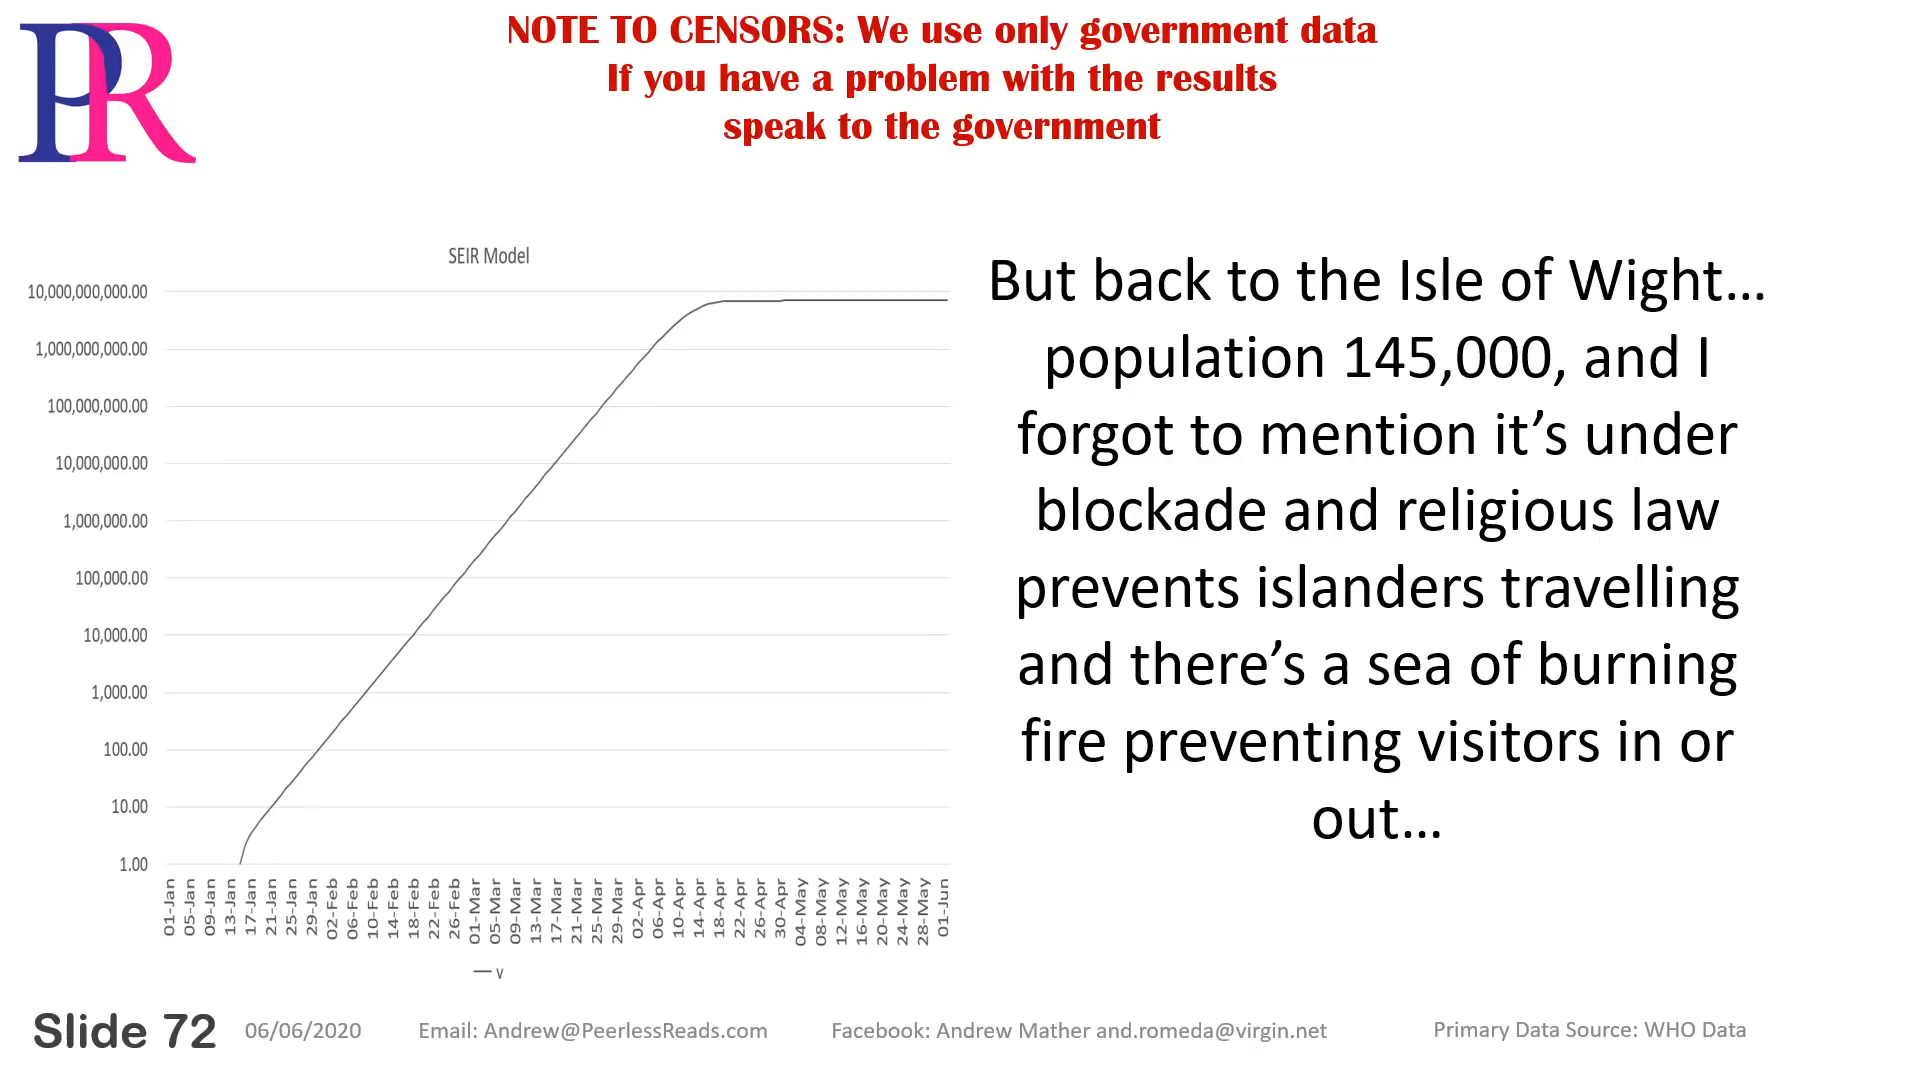 PR
NOTE TO CENSORS: We use only government data
If you have a problem with the results
speak to the government
SEIR Model
10,000,000,000.00
1,000,000,000.00
100,000,000.00
10,000,000.00
1,000,000.00
100,000.00
10,000.00
1,000.00
100.00
10.00
1.00
01-Jan
05-Jan
09-Jan
13-Jan
17-Jan
21-Jan
25-Jan
29-Jan
02-Feb
06-Feb
10-Feb
14-Feb
18-Feb
22-Feb
26-Feb
01-Mar
05-Mar
09-Mar
13-Mar
17-Mar
21-Mar
25-Mar
29-Mar
02-Apr
06-Apr
10-Apr
14-Apr
18-Apr
22-Apr
26-Apr
30-Apr
04-May
08-May
12-May
16-May
20-May
24-May
28-May
01-Jun
v
But back to the Isle of Wight...
population 145,000, and I
forgot to mention it’s under
blockade and religious law
prevents islanders travelling
and there’s a sea of burning
fire preventing visitors in or
out...
Slide 72 06/06/2020 Email: Andrew@PeerlessReads.com Facebook: Andrew Mather and.romeda@virgin.net Primary Data Source: WHO Data